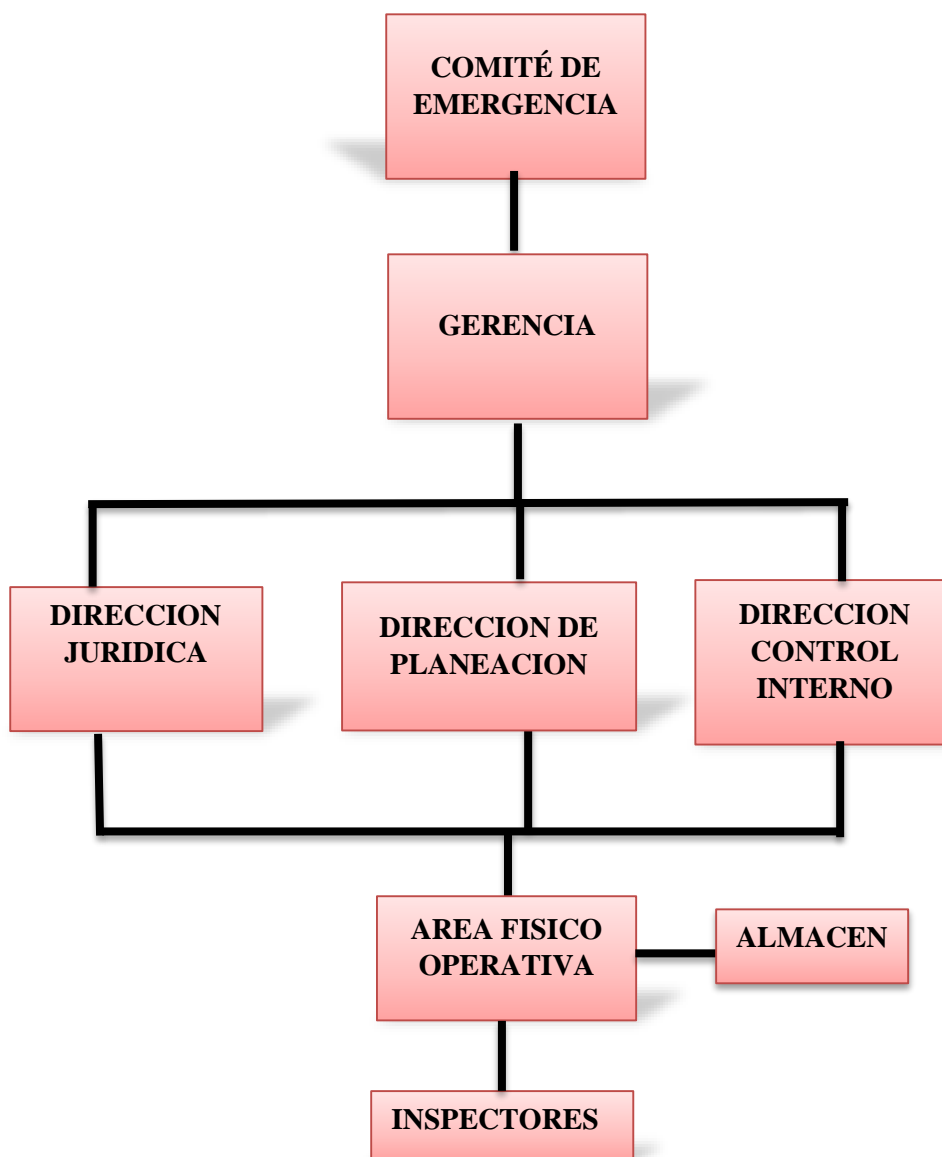 COMITÉ DE
EMERGENCIA
GERENCIA
DIRECCION
JURIDICA
DIRECCION DE
PLANEACION
DIRECCION
CONTROL
INTERNO
AREA FISICO
OPERATIVA
ALMACEN
INSPECTORES